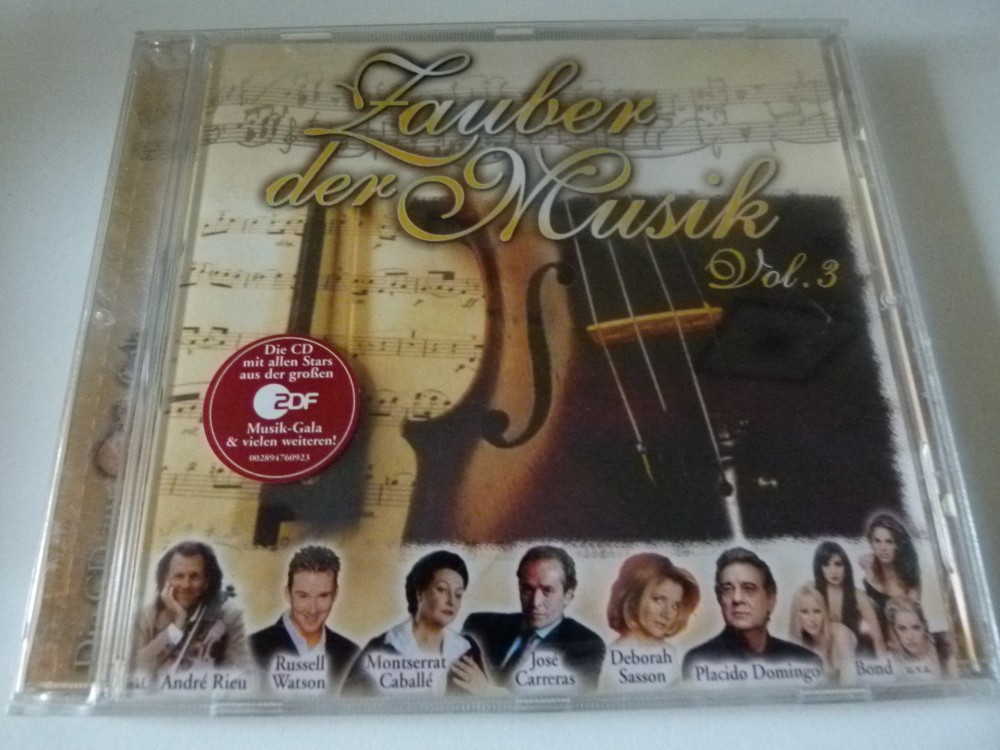 Zauber
der Musik
Vol. 3
Die CD
mit allen Stars
aus der großen
ZDF
Musik-Gala
& vielen weiteren!
002894760923
André Rieu
Russell
Watson
Montserrat
Caballé
José
Carreras
Deborah
Sasson
Placido Domingo
Bond
u.v.a.